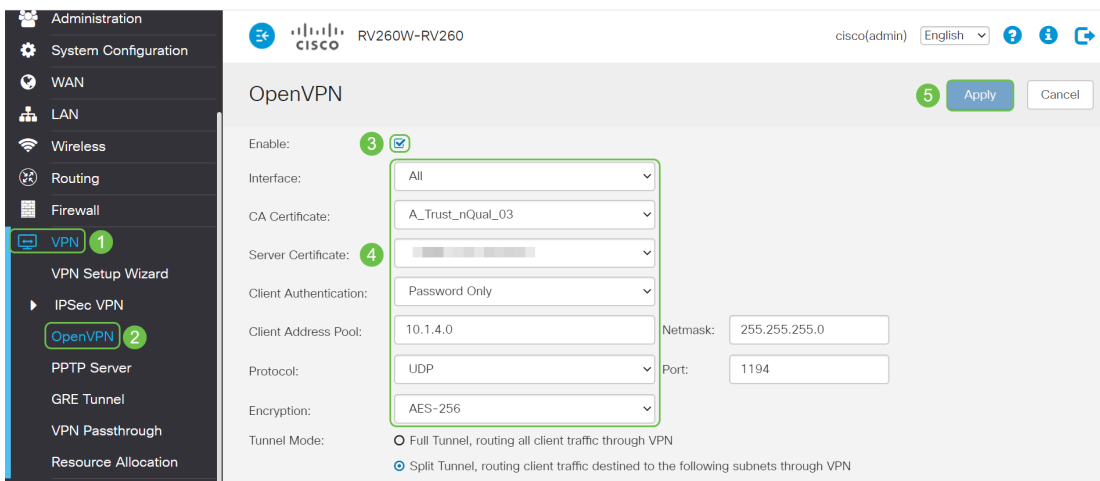 Administration
System Configuration
WAN
LAN
Wireless
Routing
Firewall
VPN 1
VPN Setup Wizard
IPSec VPN
OpenVPN 2
PPTP Server
GRE Tunnel
VPN Passthrough
Resource Allocation
CISCO RV260W-RV260 cisco(admin) English ? i
OpenVPN 5 Apply Cancel
Enable: 3
Interface: All
CA Certificate: A_Trust_nQual_03
Server Certificate: 4
Client Authentication: Password Only
Client Address Pool: 10.1.4.0 Netmask: 255.255.255.0
Protocol: UDP Port: 1194
Encryption: AES-256
Tunnel Mode: Full Tunnel, routing all client traffic through VPN
Split Tunnel, routing client traffic destined to the following subnets through VPN